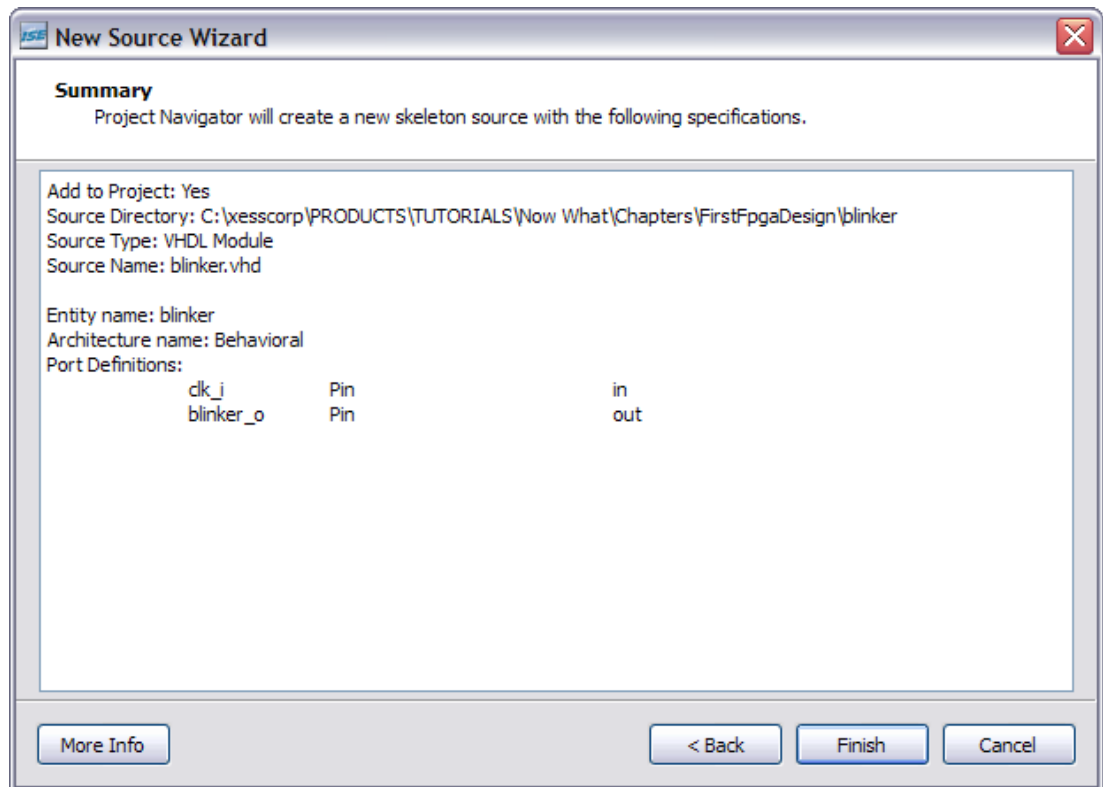 ISE New Source Wizard
Summary
Project Navigator will create a new skeleton source with the following specifications.
Add to Project: Yes
Source Directory: C:\xesscorp\PRODUCTS\TUTORIALS\Now What\Chapters\FirstFpgaDesign\blinker
Source Type: VHDL Module
Source Name: blinker.vhd
Entity name: blinker
Architecture name: Behavioral
Port Definitions:
clk_i Pin in
blinker_o Pin out
More Info < Back Finish Cancel